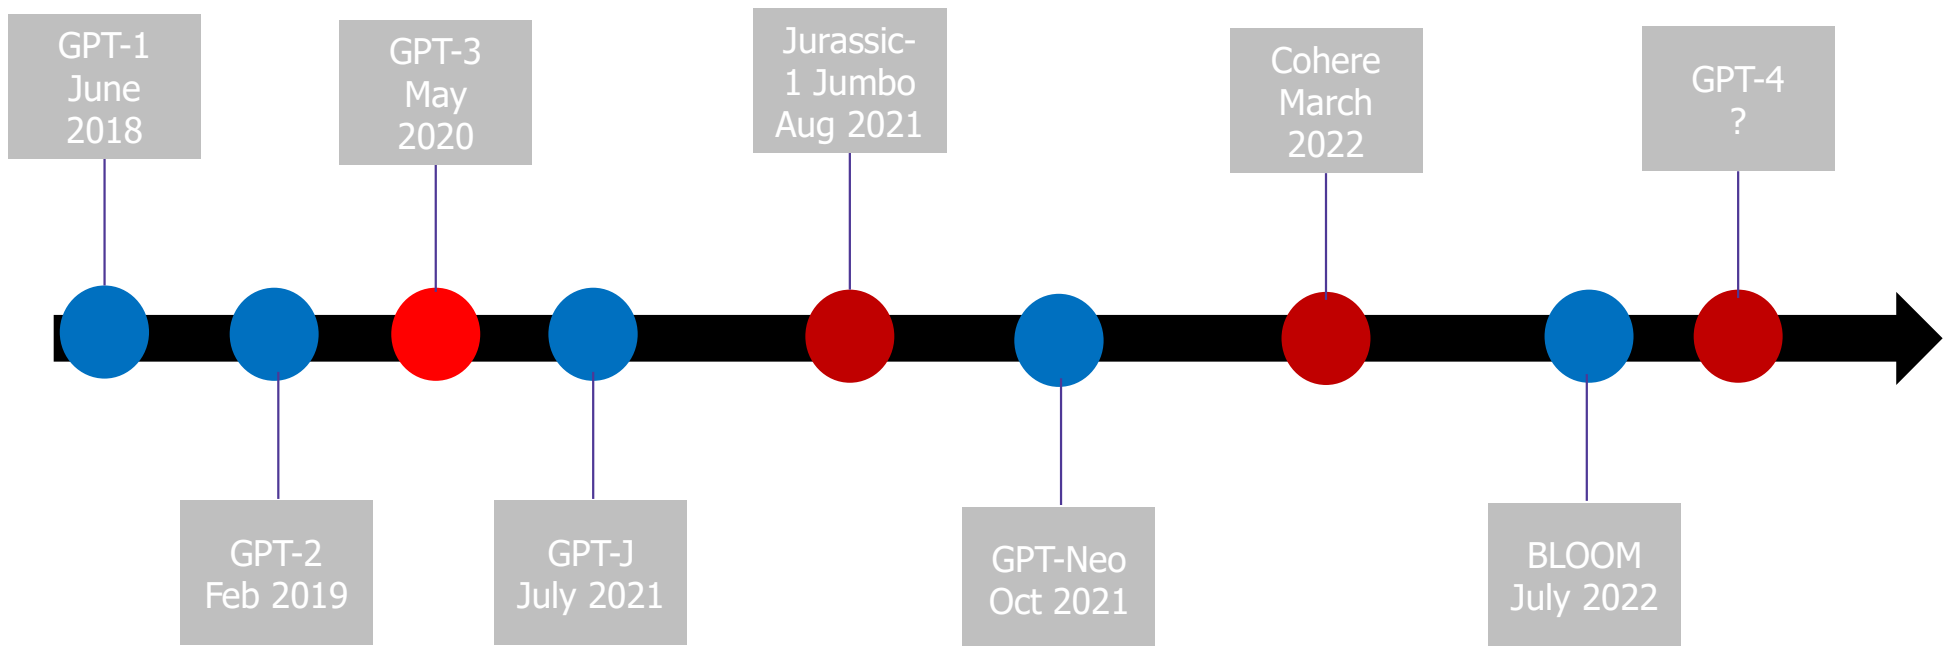 GPT-1
June
2018
GPT-2
Feb 2019
GPT-3
May
2020
GPT-J
July 2021
Jurassic-
1 Jumbo
Aug 2021
GPT-Neo
Oct 2021
Cohere
March
2022
BLOOM
July 2022
GPT-4
?